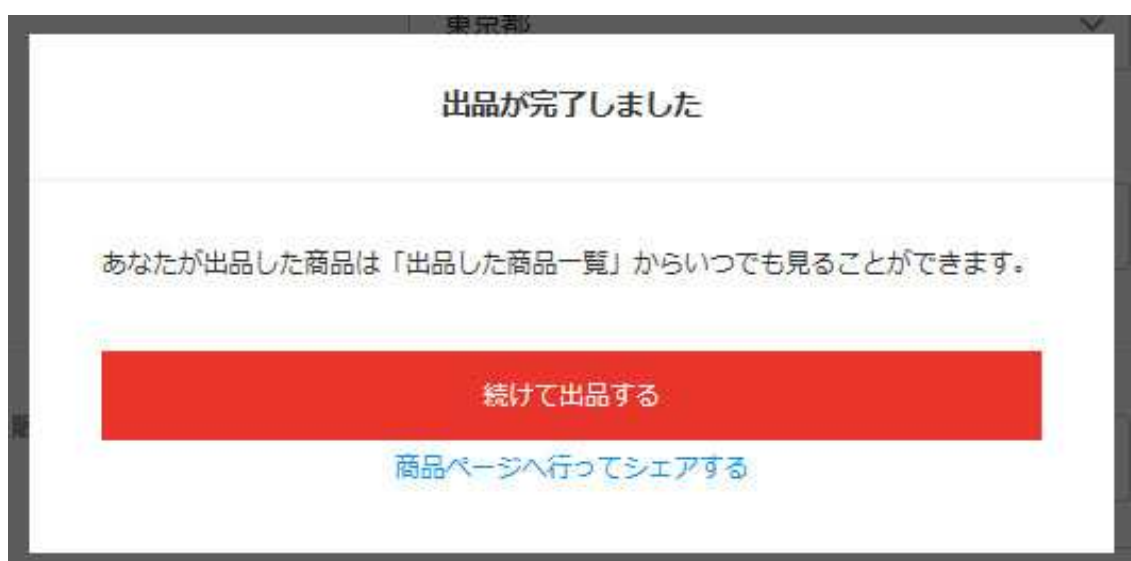 東京都
出品が完了しました
あなたが出品した商品は「出品した商品一覧」からいつでも見ることができます。
続けて出品する
商品ページへ行ってシェアする